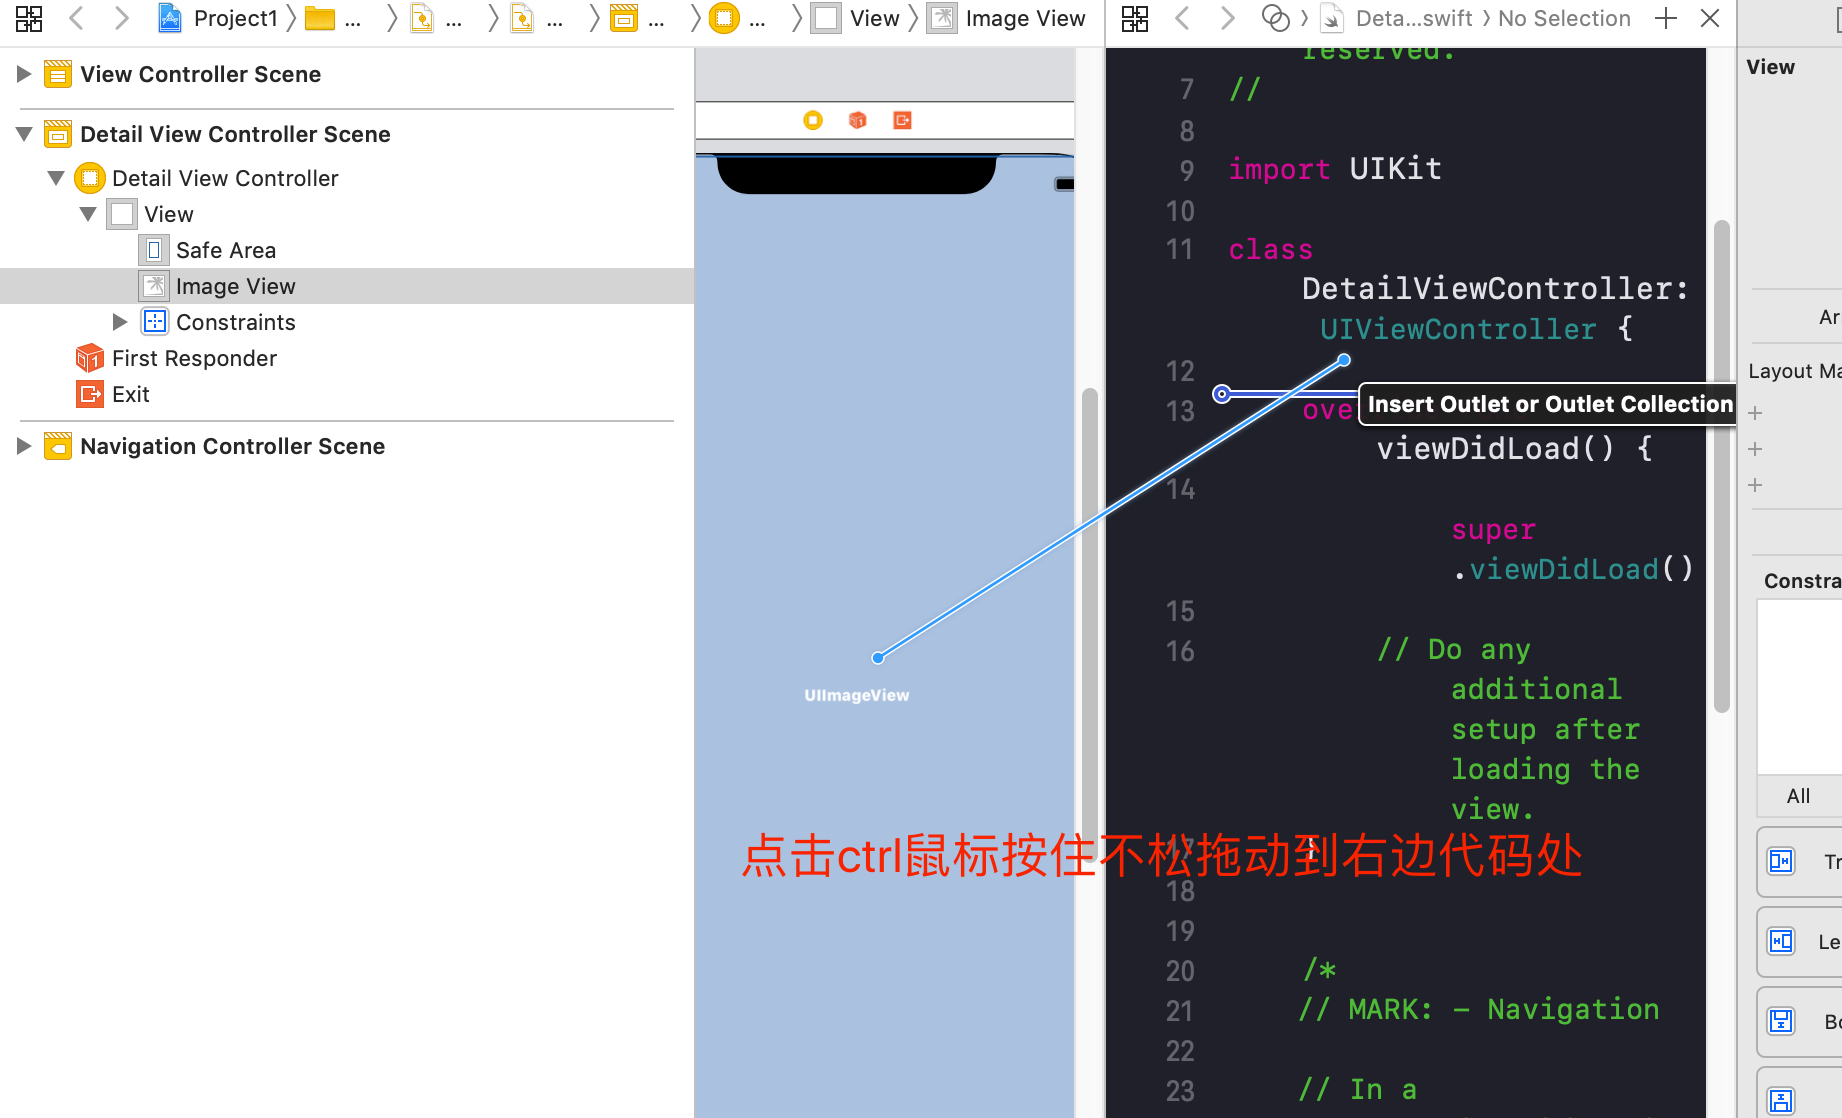 Project1 ... ... ... ... ... View Image View
Deta...swift No Selection
View Controller Scene
Detail View Controller Scene
Detail View Controller
View
Safe Area
Image View
Constraints
First Responder
Exit
Navigation Controller Scene
UIImageView
reserved.
7 //
8
9 import UIKit
10
11 class
DetailViewController:
UIViewController {
12
Insert Outlet or Outlet Collection
13 ove
viewDidLoad() {
14
super
.viewDidLoad()
15
16 // Do any
additional
setup after
loading the
view.
17 }
点击ctrl鼠标按住不松拖动到右边代码处
18
19
20 /*
21 // MARK: - Navigation
22
23 // In a
View
Ar
Layout Ma
Constra
All
Tr
Le
Bo